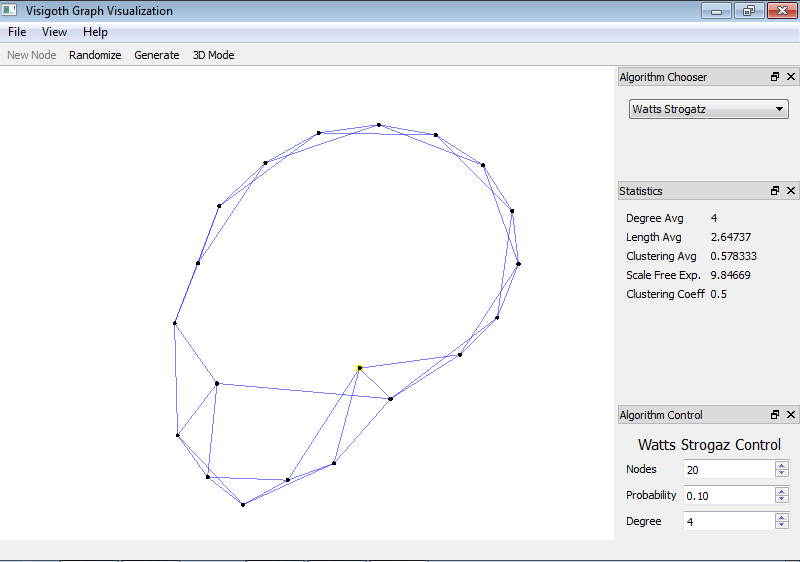 Visigoth Graph Visualization
File View Help
New Node Randomize Generate 3D Mode
Algorithm Chooser
Watts Strogatz
Statistics
Degree Avg 4
Length Avg 2.64737
Clustering Avg 0.578333
Scale Free Exp. 9.84669
Clustering Coeff 0.5
Algorithm Control
Watts Strogaz Control
Nodes 20
Probability 0.10
Degree 4